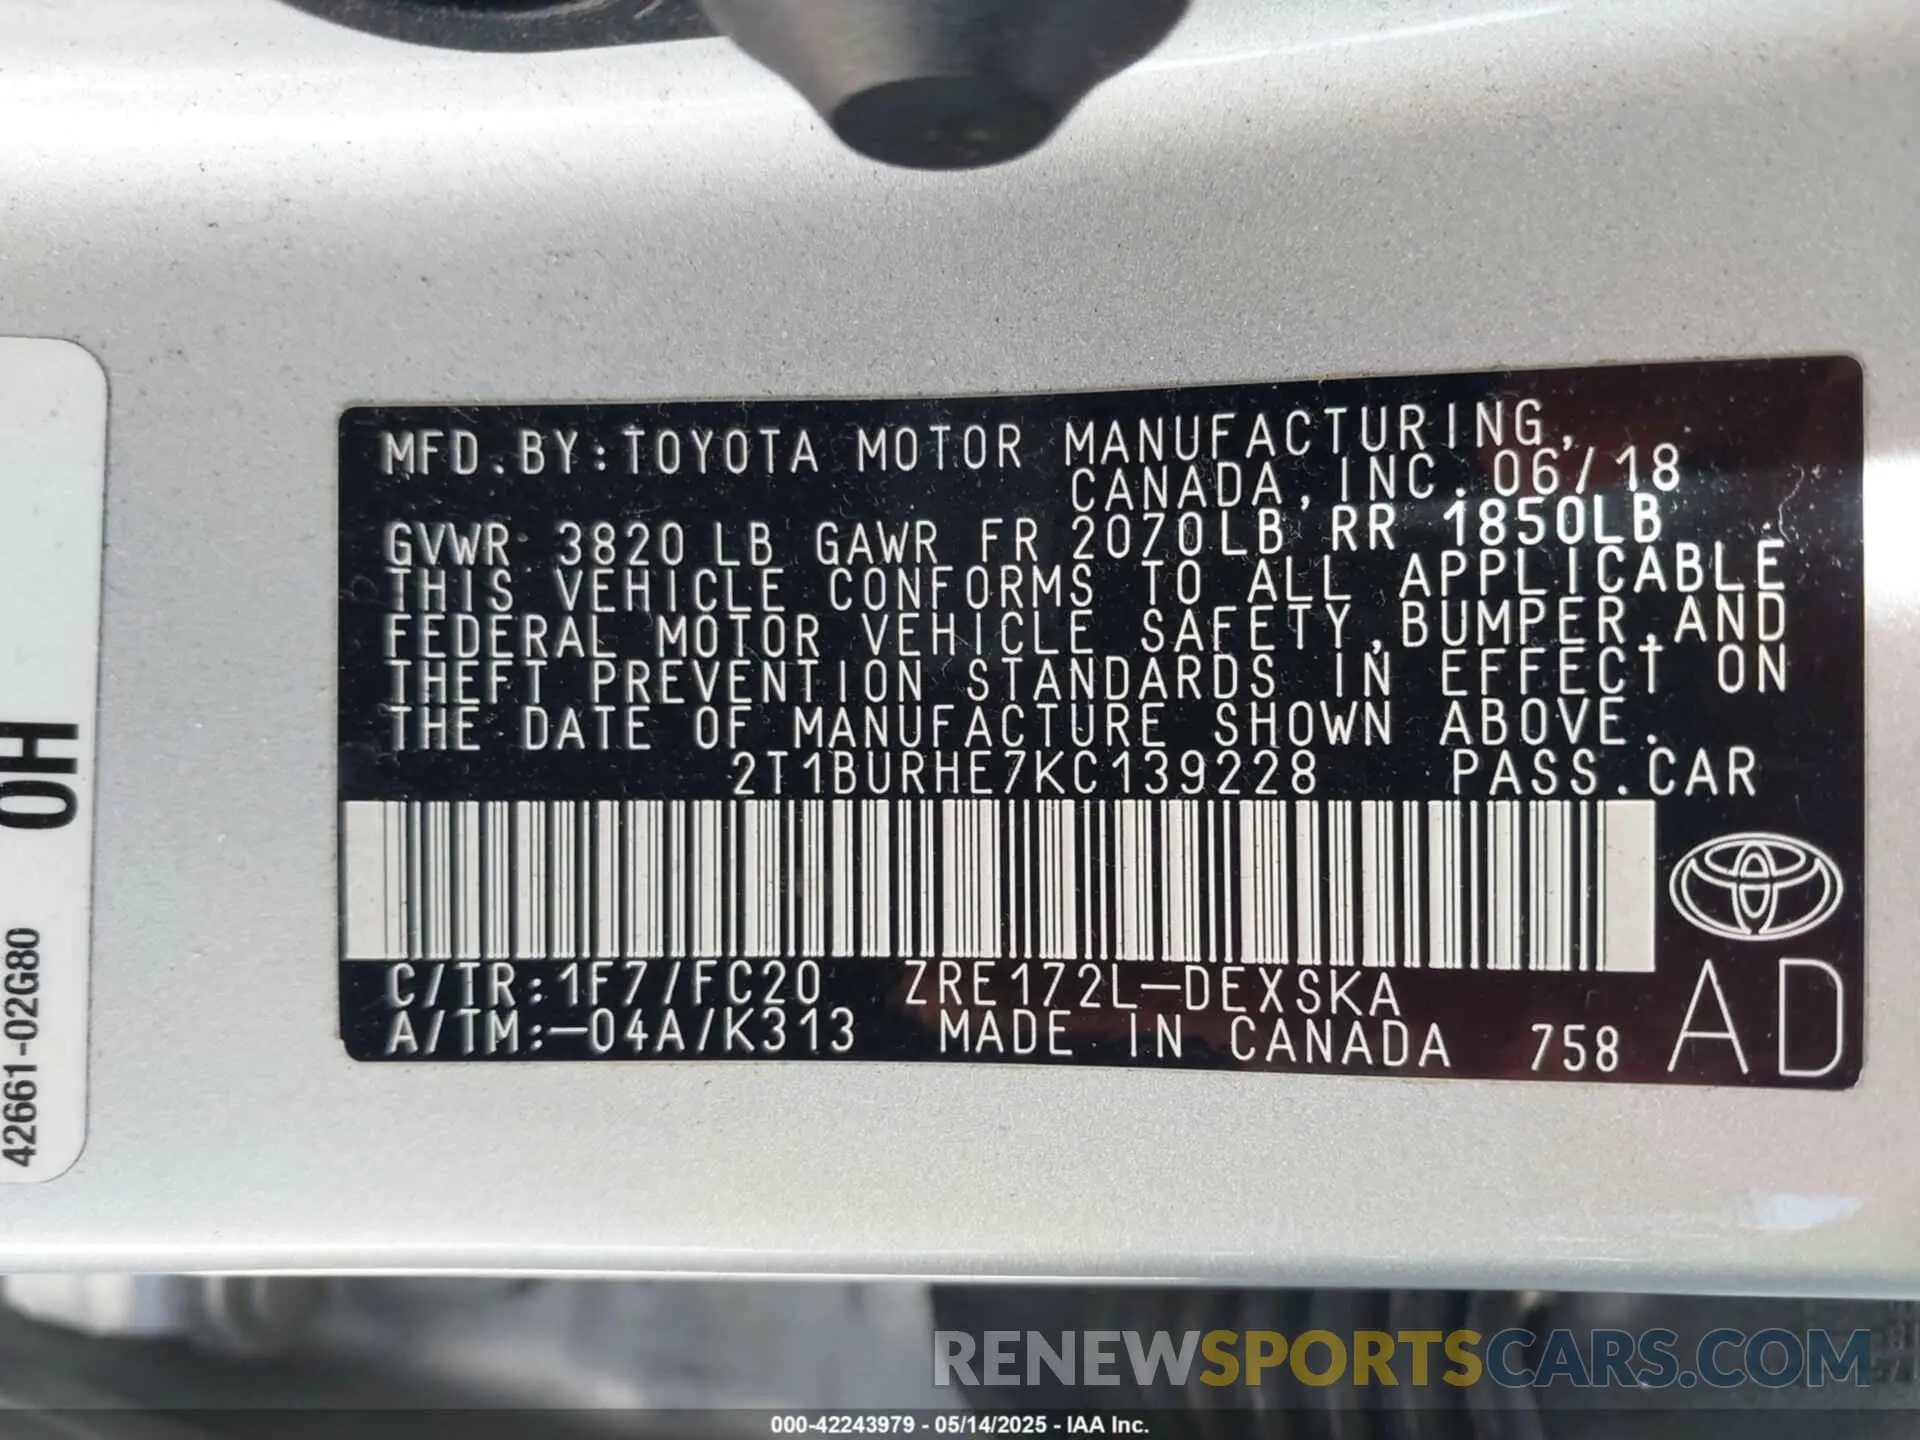 MFD.BY:TOYOTA MOTOR MANUFACTURING,
CANADA,INC.06/18
GVWR 3820 LB GAWR FR 2070LB RR 1850LB
THIS VEHICLE CONFORMS TO ALL APPLICABLE
FEDERAL MOTOR VEHICLE SAFETY,BUMPER,AND
THEFT PREVENTION STANDARDS IN EFFECT ON
THE DATE OF MANUFACTURE SHOWN ABOVE.
2T1BURHE7KC139228 PASS.CAR
C/TR:1F7/FC20 ZRE172L-DEXSKA
A/TM:-04A/K313 MADE IN CANADA 758
AD
0H
42661-02G80
RENEWSPORTSCARS.COM
000-42243979 - 05/14/2025 - IAA Inc.